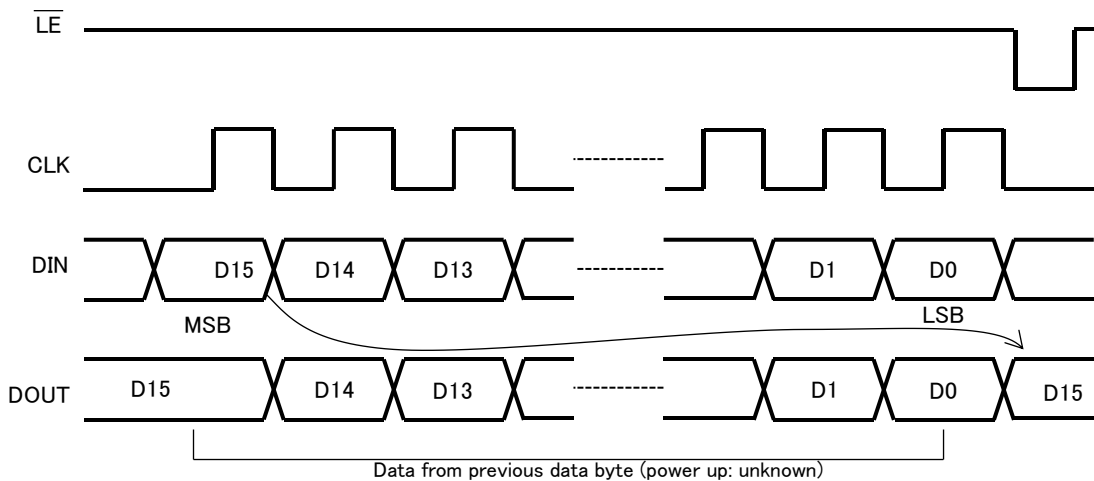 LE
CLK
DIN D15 D14 D13 D1 D0
MSB LSB
DOUT D15 D14 D13 D1 D0 D15
Data from previous data byte (power up: unknown)